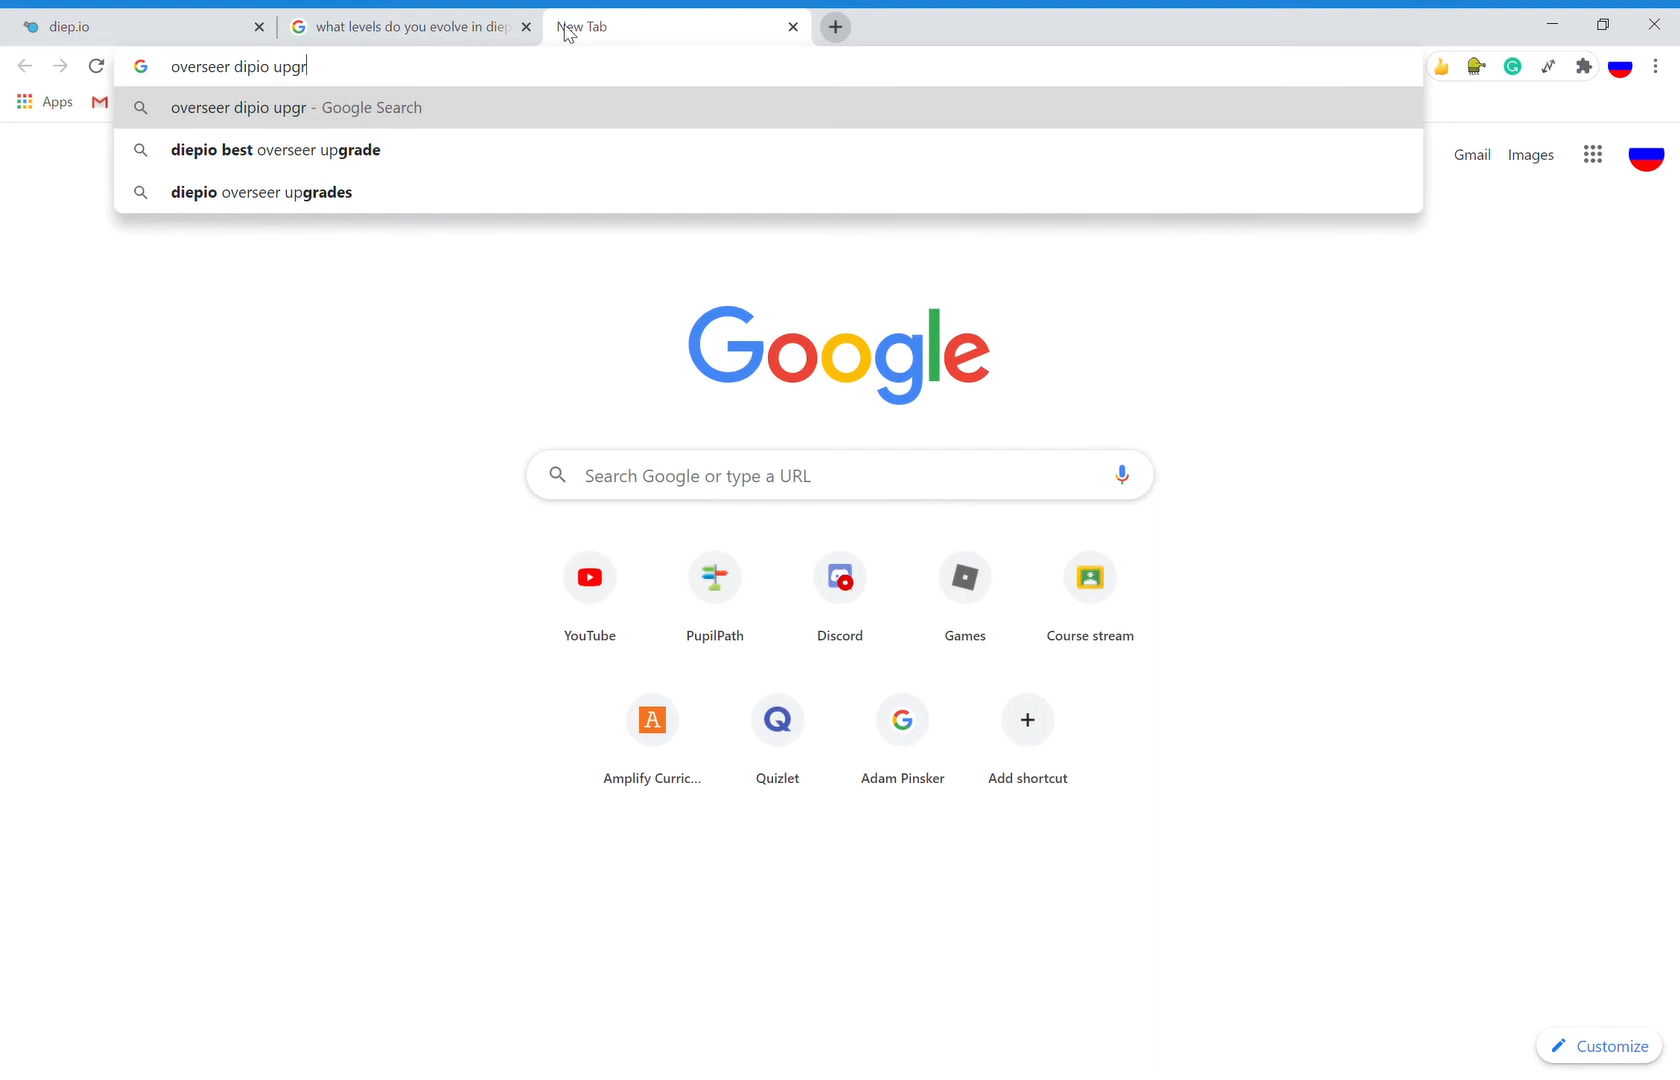 diep.io
what levels do you evolve in diep
New Tab
overseer dipio upgr
Apps
overseer dipio upgr - Google Search
diepio best overseer upgrade
diepio overseer upgrades
Gmail Images
Google
Search Google or type a URL
YouTube PupilPath Discord Games Course stream
Amplify Curric... Quizlet Adam Pinsker Add shortcut
Customize